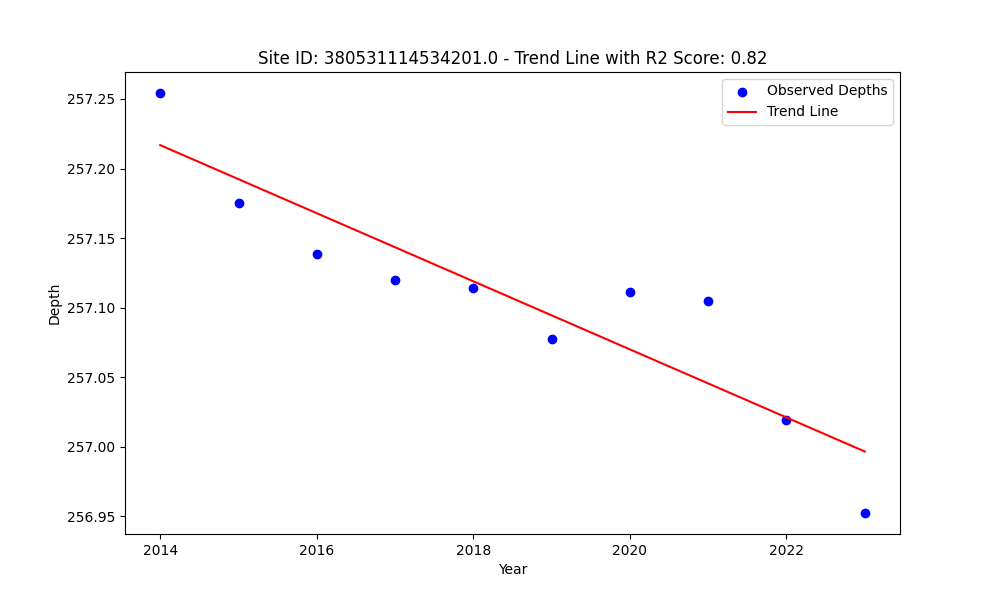 Site ID: 380531114534201.0 - Trend Line with R2 Score: 0.82
Observed Depths
Trend Line
257.25
257.20
257.15
257.10
257.05
257.00
256.95
Depth
2014
2016
2018
2020
2022
Year